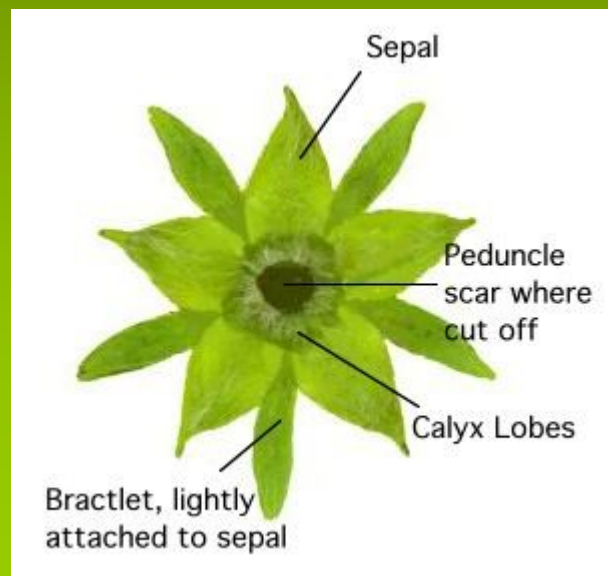 Sepal
Peduncle
scar where
cut off
Calyx Lobes
Bractlet, lightly
attached to sepal